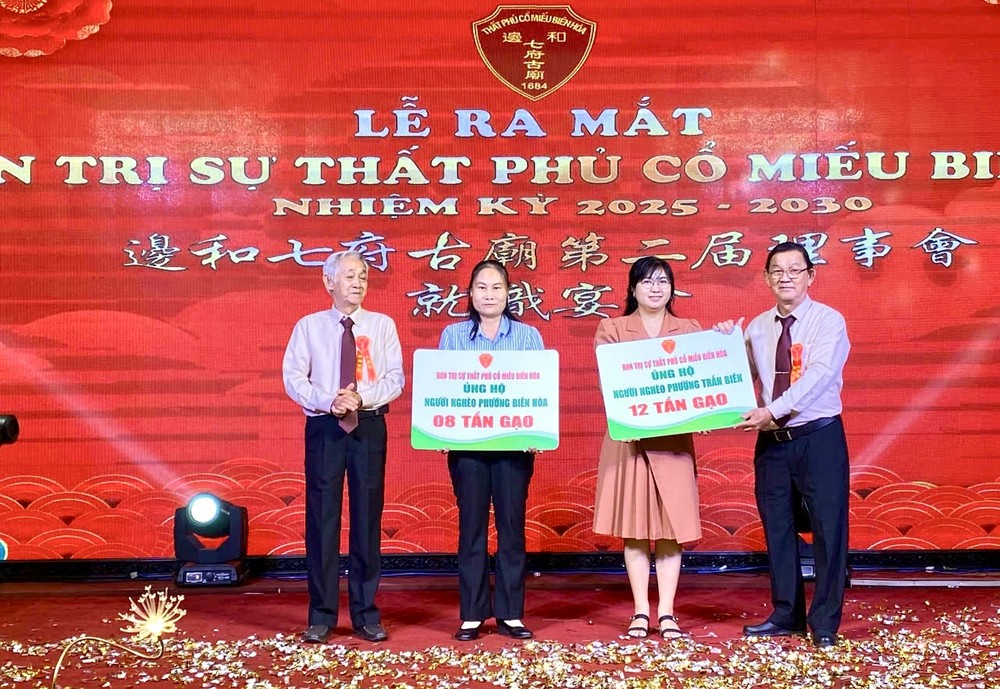 THẤT PHỦ CỔ MIẾU BIÊN HÒA
邊 和
七府古廟
1684
LỄ RA MẮT
N TRỊ SỰ THẤT PHỦ CỔ MIẾU BIÊ
NHIỆM KỲ 2025 - 2030
邊和七府古廟第二届理事會
就職宴
BAN TRỊ SỰ THẤT PHỦ CỔ MIẾU BIÊN HÒA
ỦNG HỘ
NGƯỜI NGHÈO PHƯỜNG BIÊN HÒA
08 TẤN GẠO
BAN TRỊ SỰ THẤT PHỦ CỔ MIẾU BIÊN HÒA
ỦNG HỘ
NGƯỜI NGHÈO PHƯỜNG TRẤN BIÊN
12 TẤN GẠO